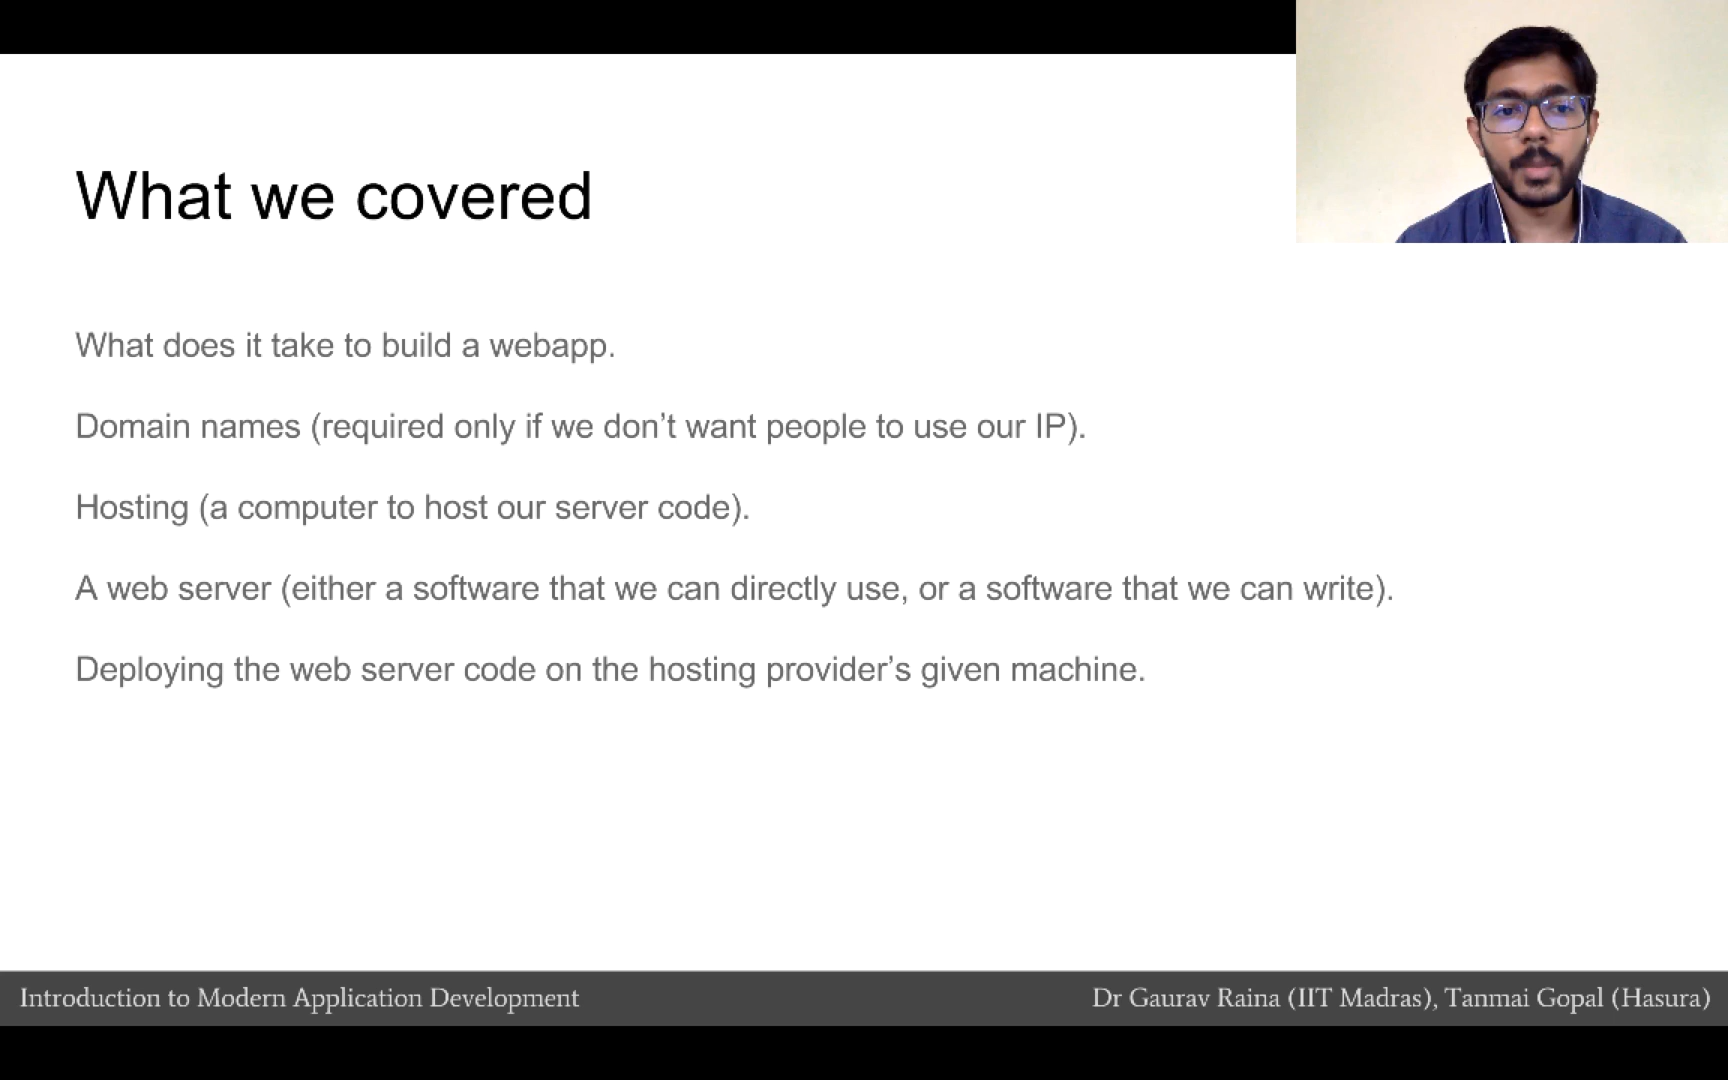 What we covered
What does it take to build a webapp.
Domain names (required only if we don’t want people to use our IP).
Hosting (a computer to host our server code).
A web server (either a software that we can directly use, or a software that we can write).
Deploying the web server code on the hosting provider’s given machine.
Introduction to Modern Application Development
Dr Gaurav Raina (IIT Madras), Tanmai Gopal (Hasura)